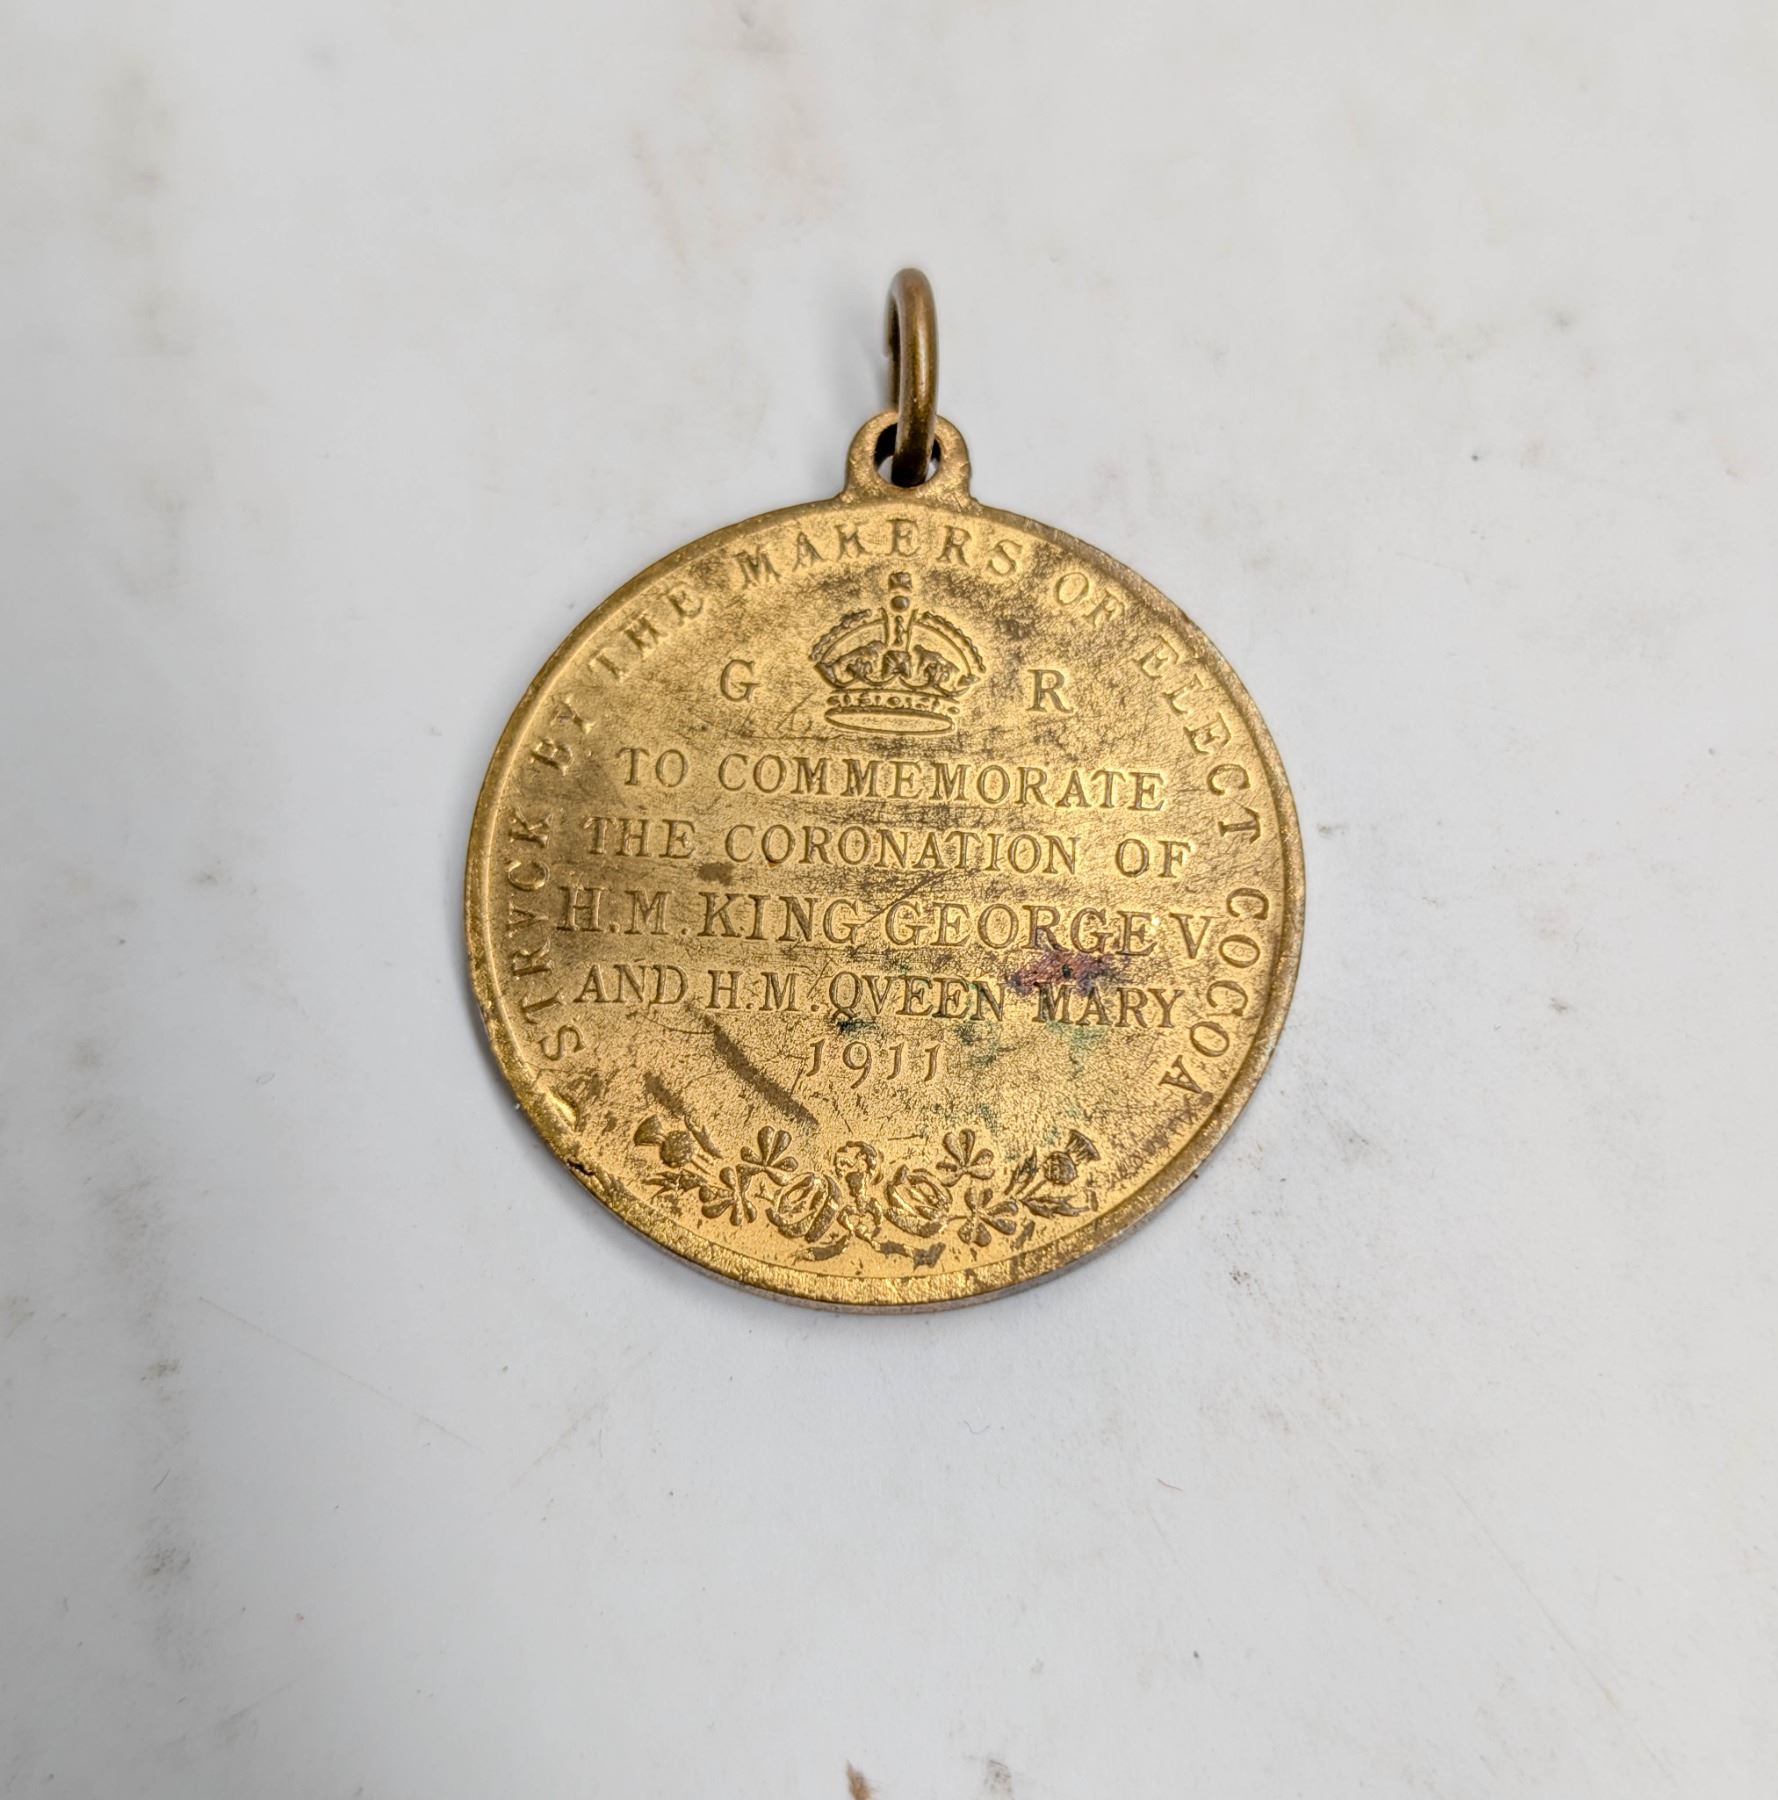 STRVCK BY THE MAKERS OF ELECT COCOA
G R
TO COMMEMORATE
THE CORONATION OF
H.M. KING GEORGE V
AND H.M. QVEEN MARY
1911